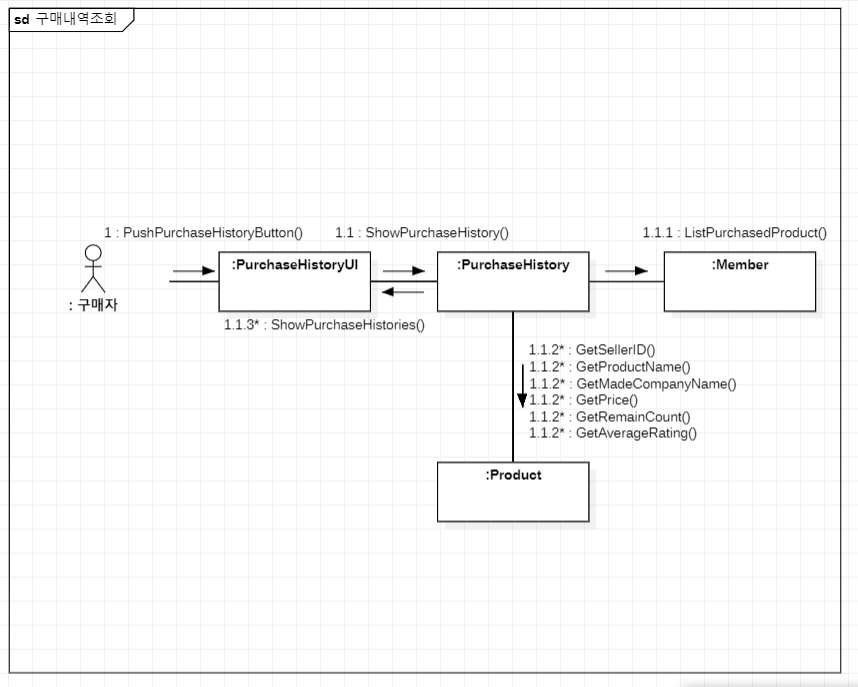 sd 구매내역조회
1 : PushPurchaseHistoryButton()
1.1 : ShowPurchaseHistory()
1.1.1 : ListPurchasedProduct()
:PurchaseHistoryUI
:PurchaseHistory
:Member
: 구매자
1.1.3* : ShowPurchaseHistories()
1.1.2* : GetSellerID()
1.1.2* : GetProductName()
1.1.2* : GetMadeCompanyName()
1.1.2* : GetPrice()
1.1.2* : GetRemainCount()
1.1.2* : GetAverageRating()
:Product